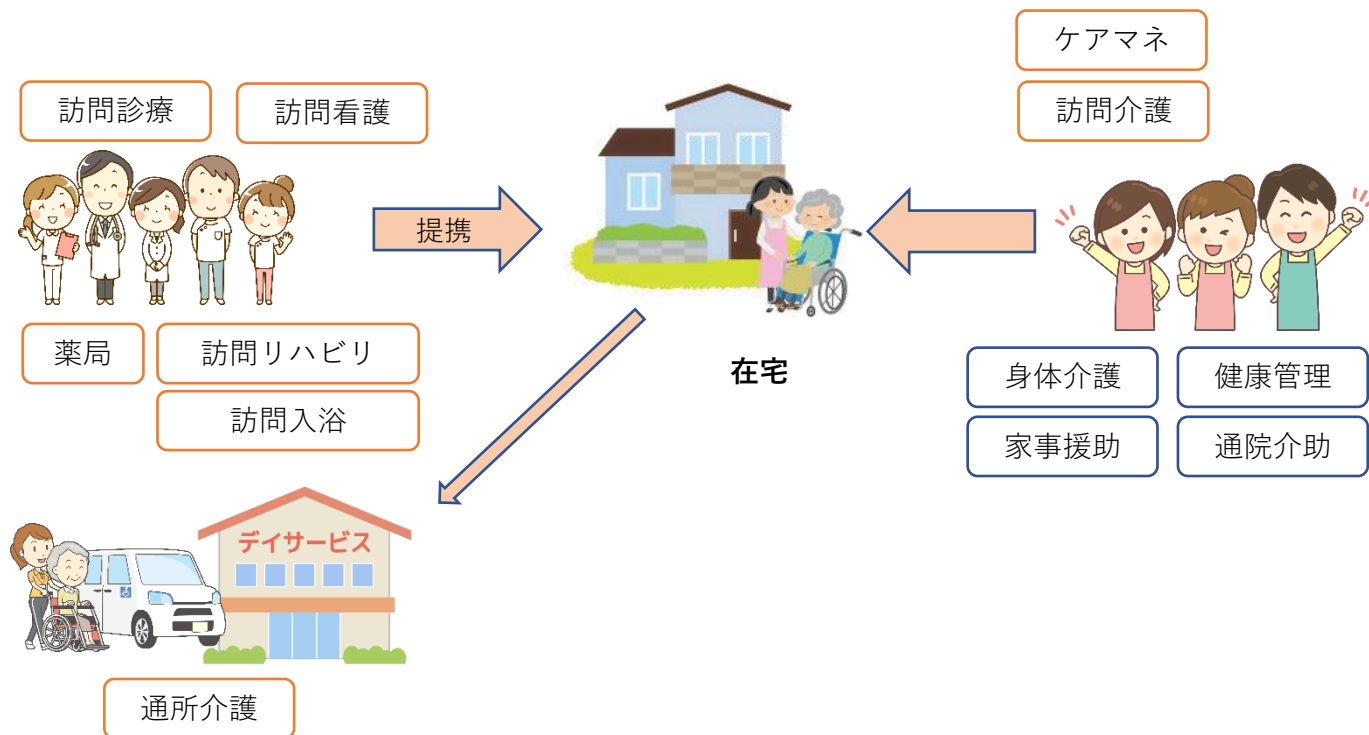 ケアマネ
訪問診療
訪問看護
訪問介護
提携
薬局
訪問リハビリ
訪問入浴
在宅
身体介護
健康管理
家事援助
通院介助
デイサービス
通所介護